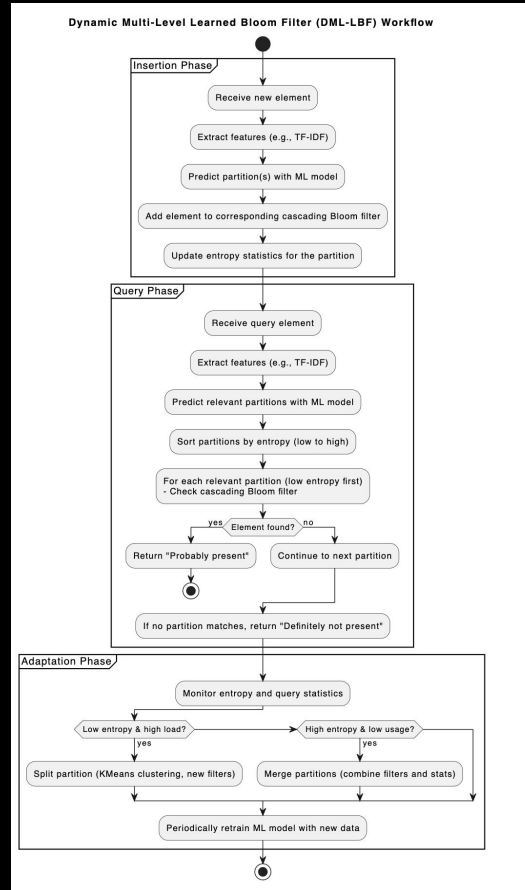 Dynamic Multi-Level Learned Bloom Filter (DML-LBF) Workflow
Insertion Phase
Receive new element
Extract features (e.g., TF-IDF)
Predict partition(s) with ML model
Add element to corresponding cascading Bloom filter
Update entropy statistics for the partition
Query Phase
Receive query element
Extract features (e.g., TF-IDF)
Predict relevant partitions with ML model
Sort partitions by entropy (low to high)
For each relevant partition (low entropy first)
- Check cascading Bloom filter
yes
Element found?
no
Return "Probably present"
Continue to next partition
If no partition matches, return "Definitely not present"
Adaptation Phase
Monitor entropy and query statistics
Low entropy & high load?
High entropy & low usage?
yes
yes
Split partition (KMeans clustering, new filters)
Merge partitions (combine filters and stats)
Periodically retrain ML model with new data